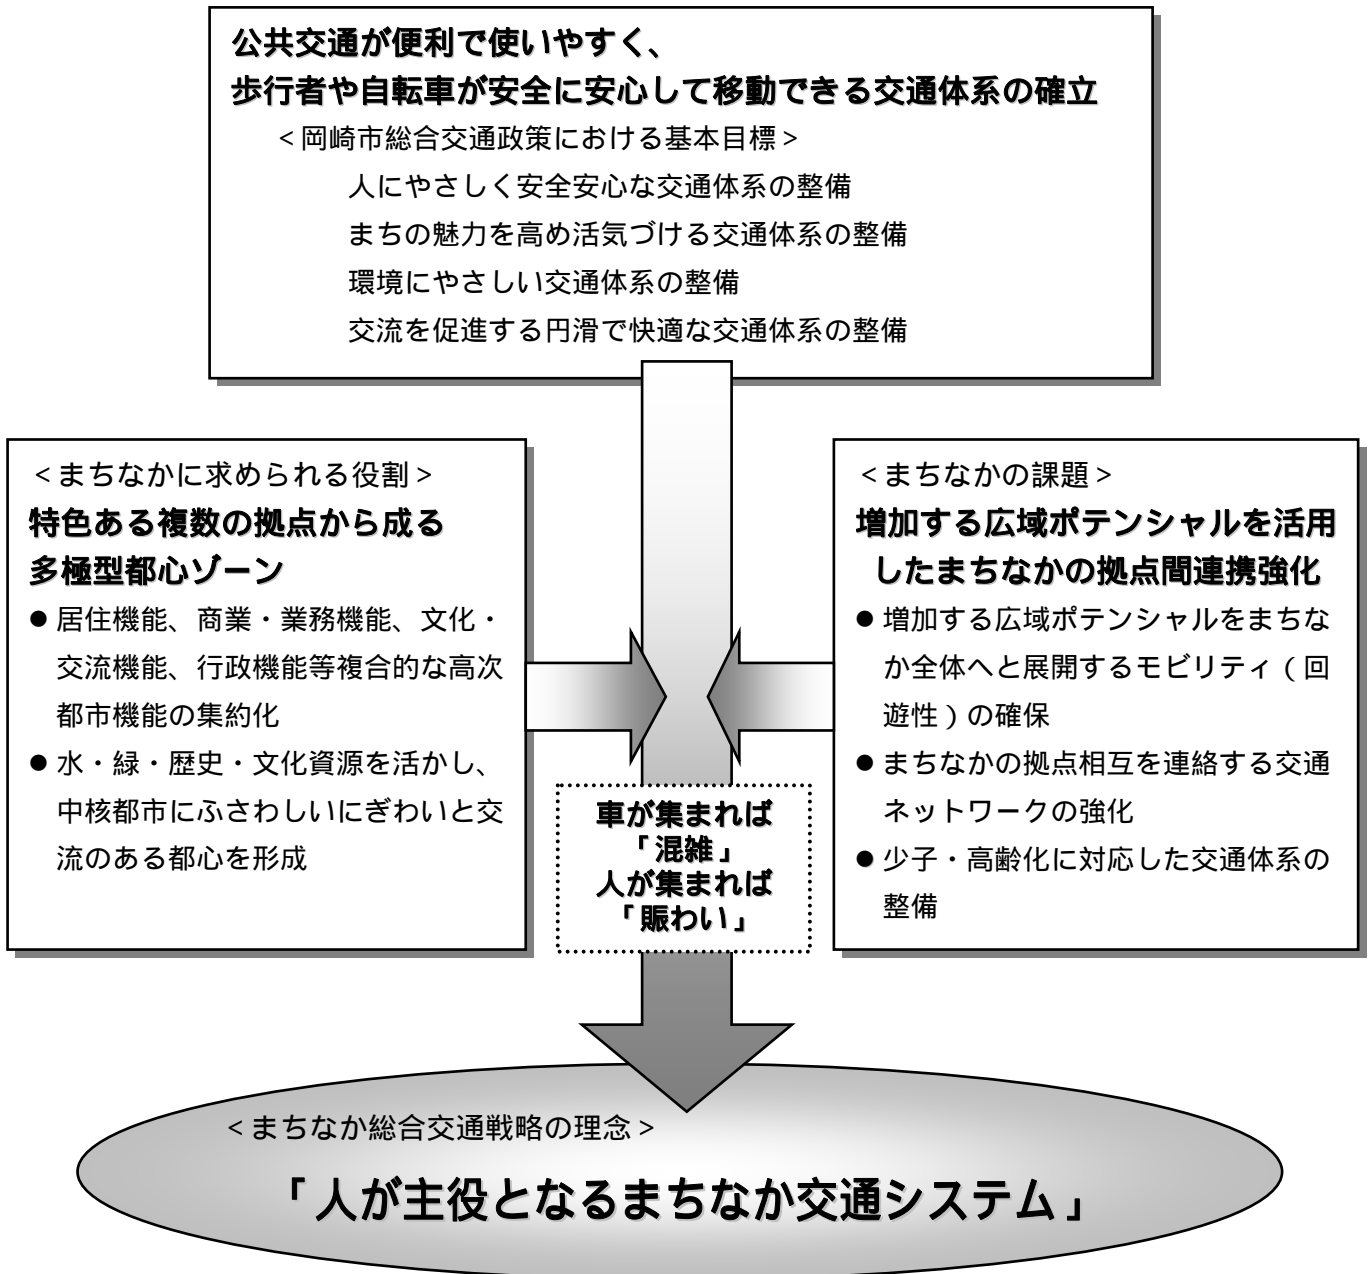 公共交通が便利で使いやすく、
歩行者や自転車が安全に安心して移動できる交通体系の確立
＜岡崎市総合交通政策における基本目標＞
人にやさしく安全安心な交通体系の整備
まちの魅力を高め活気づける交通体系の整備
環境にやさしい交通体系の整備
交流を促進する円滑で快適な交通体系の整備
＜まちなかに求められる役割＞
特色ある複数の拠点から成る
多極型都心ゾーン
●居住機能、商業・業務機能、文化・
交流機能、行政機能等複合的な高次
都市機能の集約化
●水・緑・歴史・文化資源を活かし、
中核都市にふさわしいにぎわいと交
流のある都心を形成
＜まちなかの課題＞
増加する広域ポテンシャルを活用
したまちなかの拠点間連携強化
●増加する広域ポテンシャルをまちな
か全体へと展開するモビリティ（回
遊性）の確保
●まちなかの拠点相互を連絡する交通
ネットワークの強化
●少子・高齢化に対応した交通体系の
整備
車が集まれば
「混雑」
人が集まれば
「賑わい」
＜まちなか総合交通戦略の理念＞
「人が主役となるまちなか交通システム」